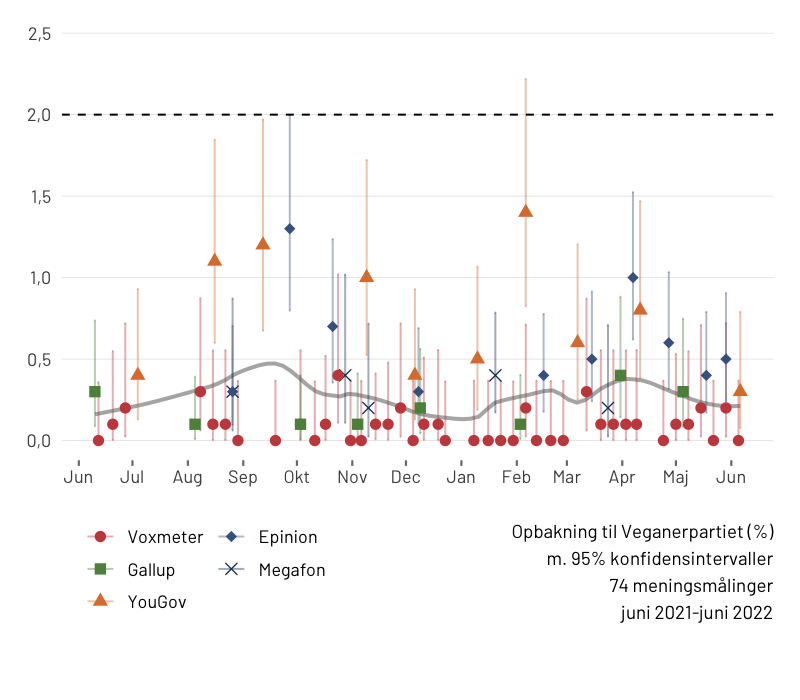 2,5
2,0
1,5
1,0
0,5
0,0
Jun Jul Aug Sep Okt Nov Dec Jan Feb Mar Apr Maj Jun
Voxmeter Epinion
Gallup Megafon
YouGov
Opbakning til Veganerpartiet (%)
m. 95% konfidensintervaller
74 meningsmålinger
juni 2021-juni 2022